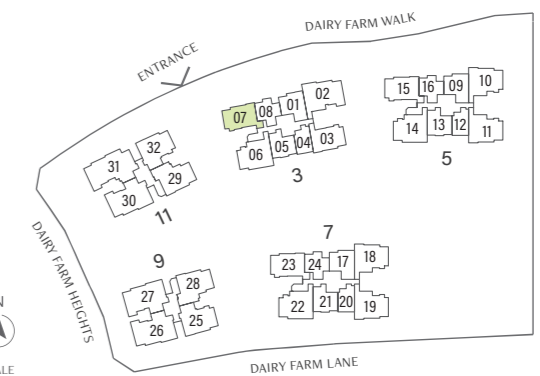 DAIRY FARM WALK
ENTRANCE
15 16 09 10
14 13 12 11
5
07 08 01 02
06 05 04 03
3
31 32
30 29
11
7
23 24 17 18
22 21 20 19
9
27 28
26 25
DAIRY FARM HEIGHTS
DAIRY FARM LANE
N
ALE